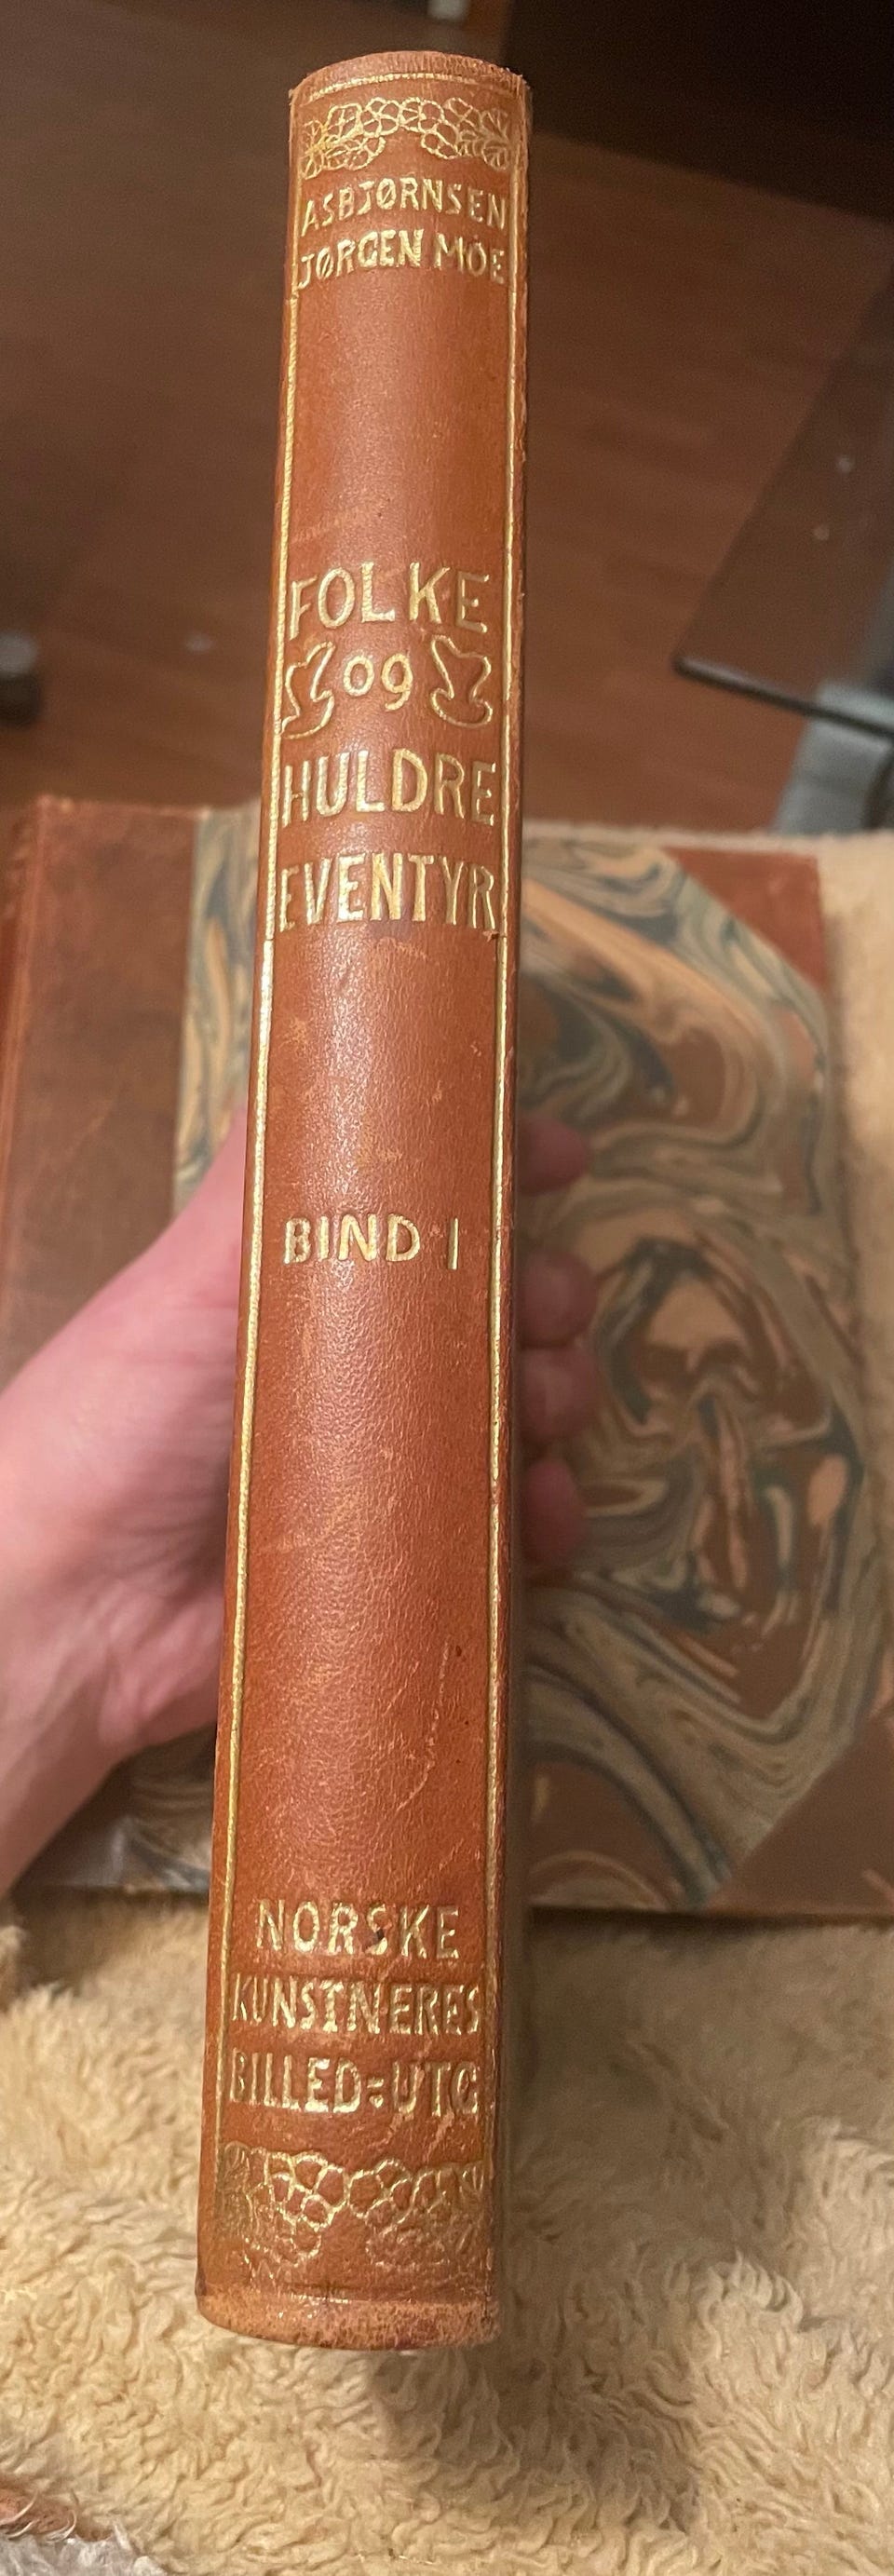 ASBJØRNSEN
JØRGEN MOE
FOLKE
OG
HULDRE
EVENTYR
BIND I
NORSKE
KUNSTNERES
BILLED=UTG